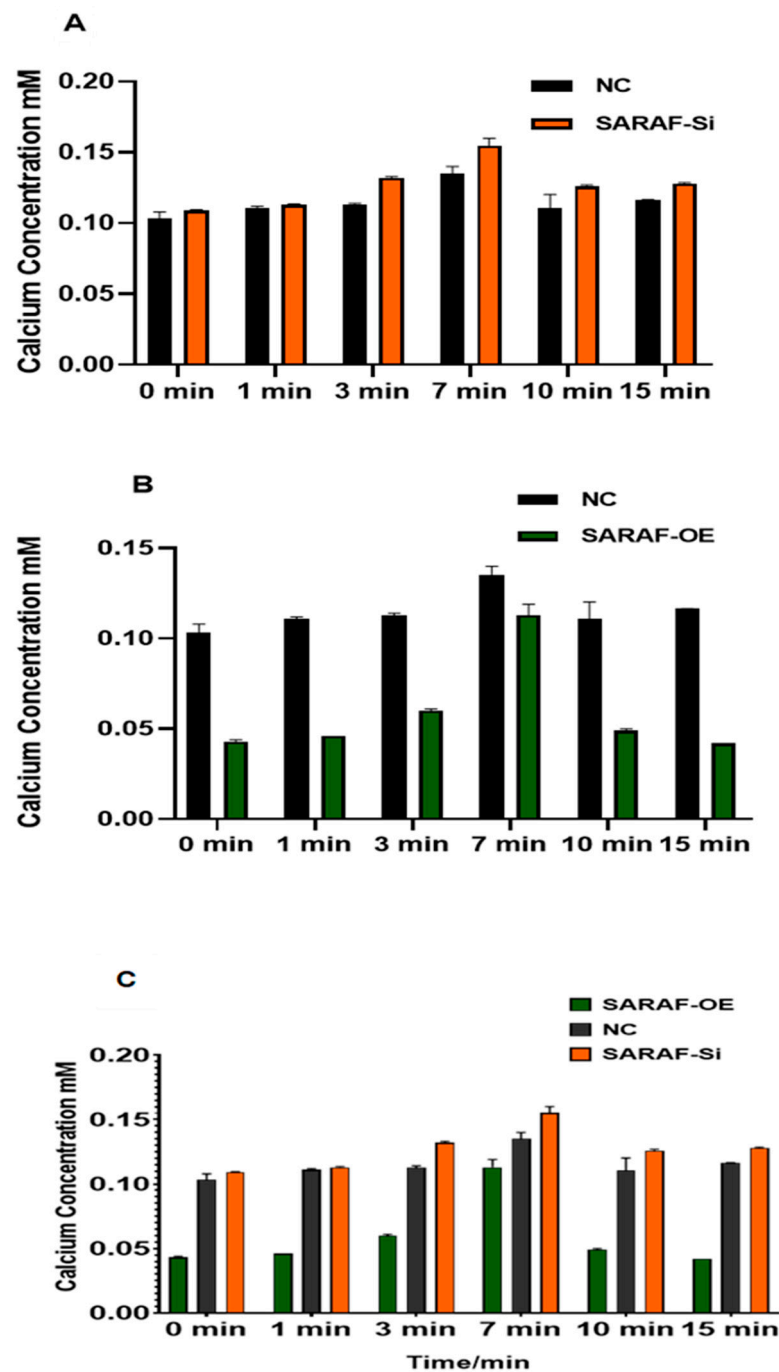 A
NC
SARAF-Si
Calcium Concentration mM
0.20
0.15
0.10
0.05
0.00
0 min 1 min 3 min 7 min 10 min 15 min
B
NC
SARAF-OE
Calcium Concentration mM
0.15
0.10
0.05
0.00
0 min 1 min 3 min 7 min 10 min 15 min
C
SARAF-OE
NC
SARAF-Si
Calcium Concentration mM
0.20
0.15
0.10
0.05
0.00
0 min 1 min 3 min 7 min 10 min 15 min
Time/min